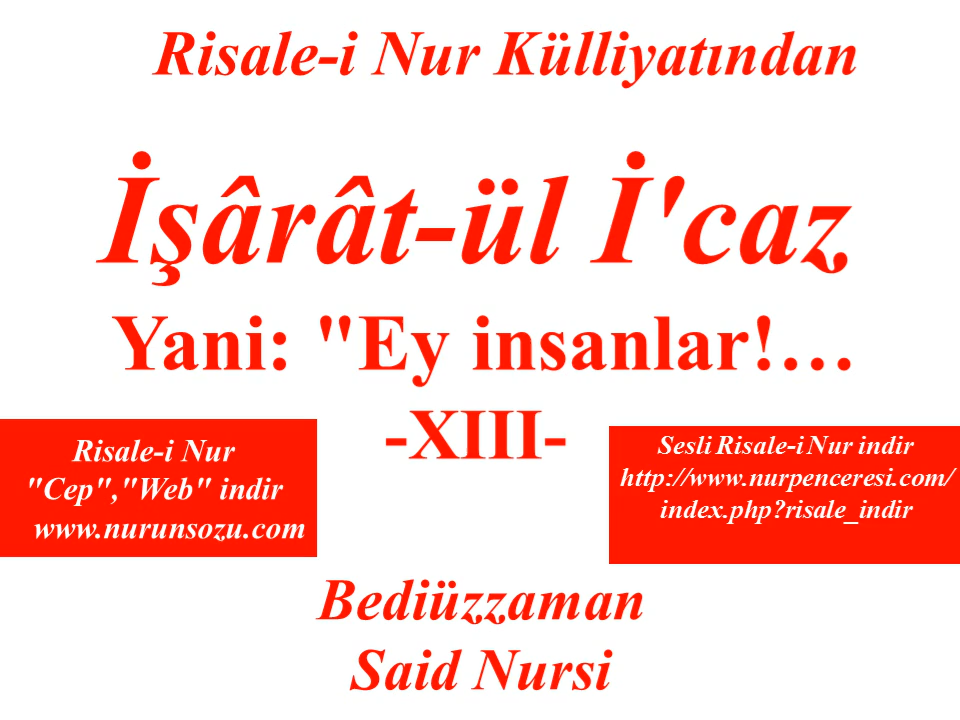 Risale-i Nur Külliyatından
İşârât-ül İ'caz
Yani: "Ey insanlar!…
-XIII-
Risale-i Nur
"Cep","Web" indir
www.nurunsozu.com
Sesli Risale-i Nur indir
http://www.nurpenceresi.com/
index.php?risale_indir
Bediüzzaman
Said Nursi